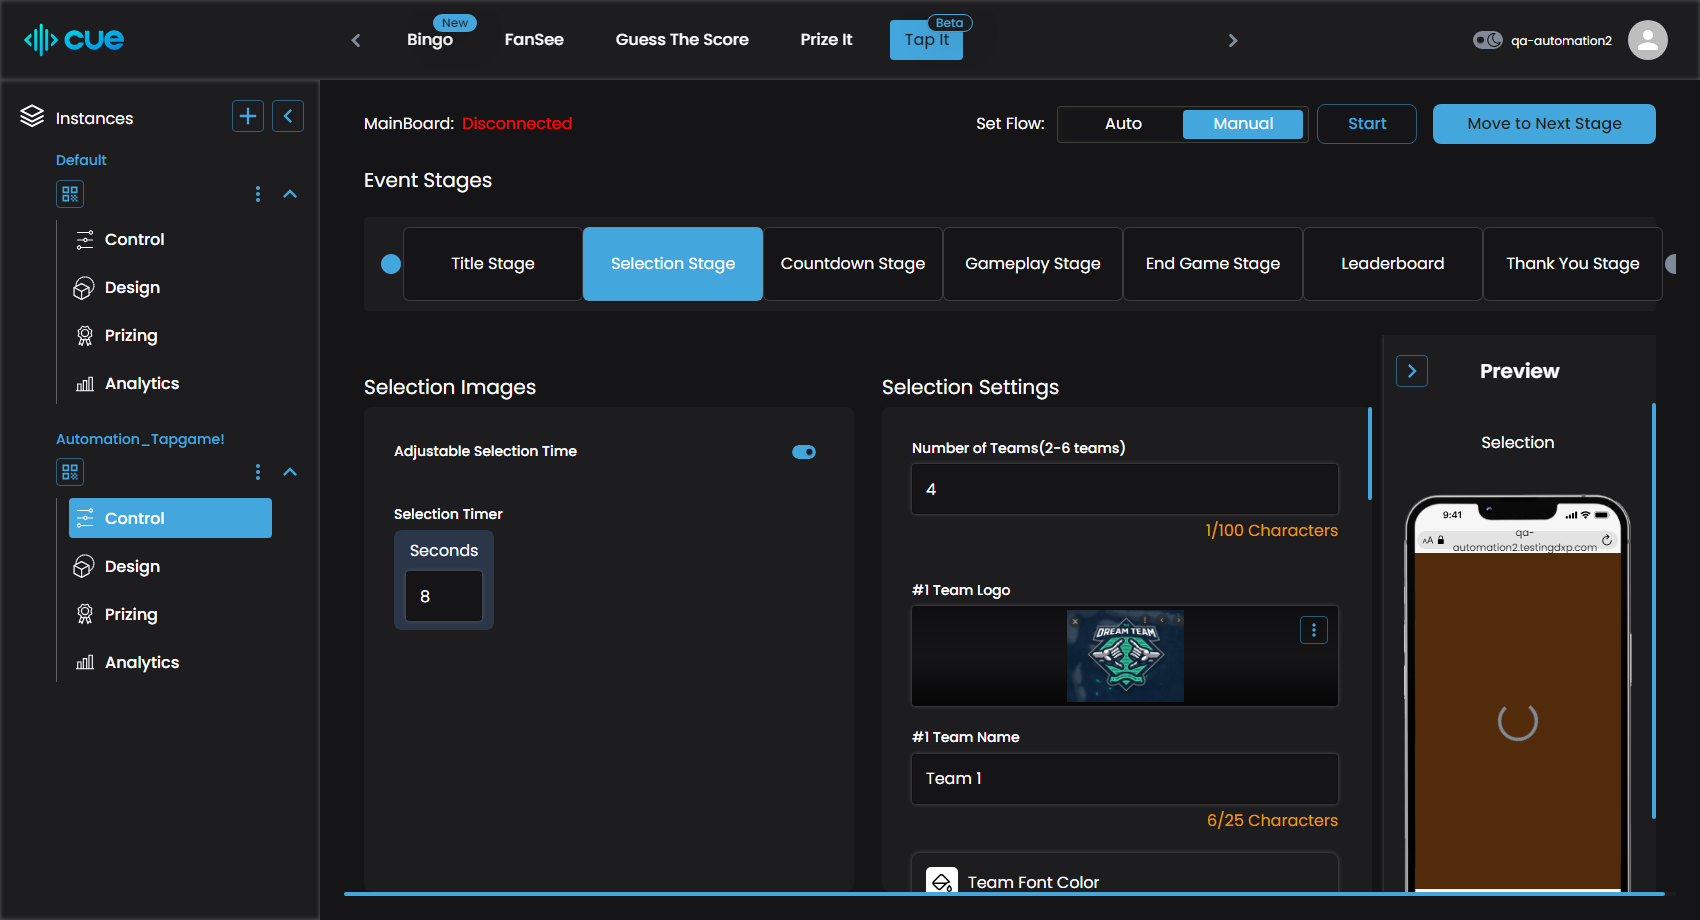 cue
Bingo
New
FanSee
Guess The Score
Prize It
Tap It
Beta
qa-automation2
Instances
Default
Control
Design
Prizing
Analytics
Automation_Tapgame!
Control
Design
Prizing
Analytics
MainBoard: Disconnected
Set Flow:
Auto
Manual
Start
Move to Next Stage
Event Stages
Title Stage
Selection Stage
Countdown Stage
Gameplay Stage
End Game Stage
Leaderboard
Thank You Stage
Selection Images
Adjustable Selection Time
Selection Timer
Seconds
8
Selection Settings
Number of Teams(2-6 teams)
4
1/100 Characters
#1 Team Logo
DREAM TEAM
#1 Team Name
Team 1
6/25 Characters
Team Font Color
Preview
Selection
9:41
AA
qa-
automation2.testingdxp.com